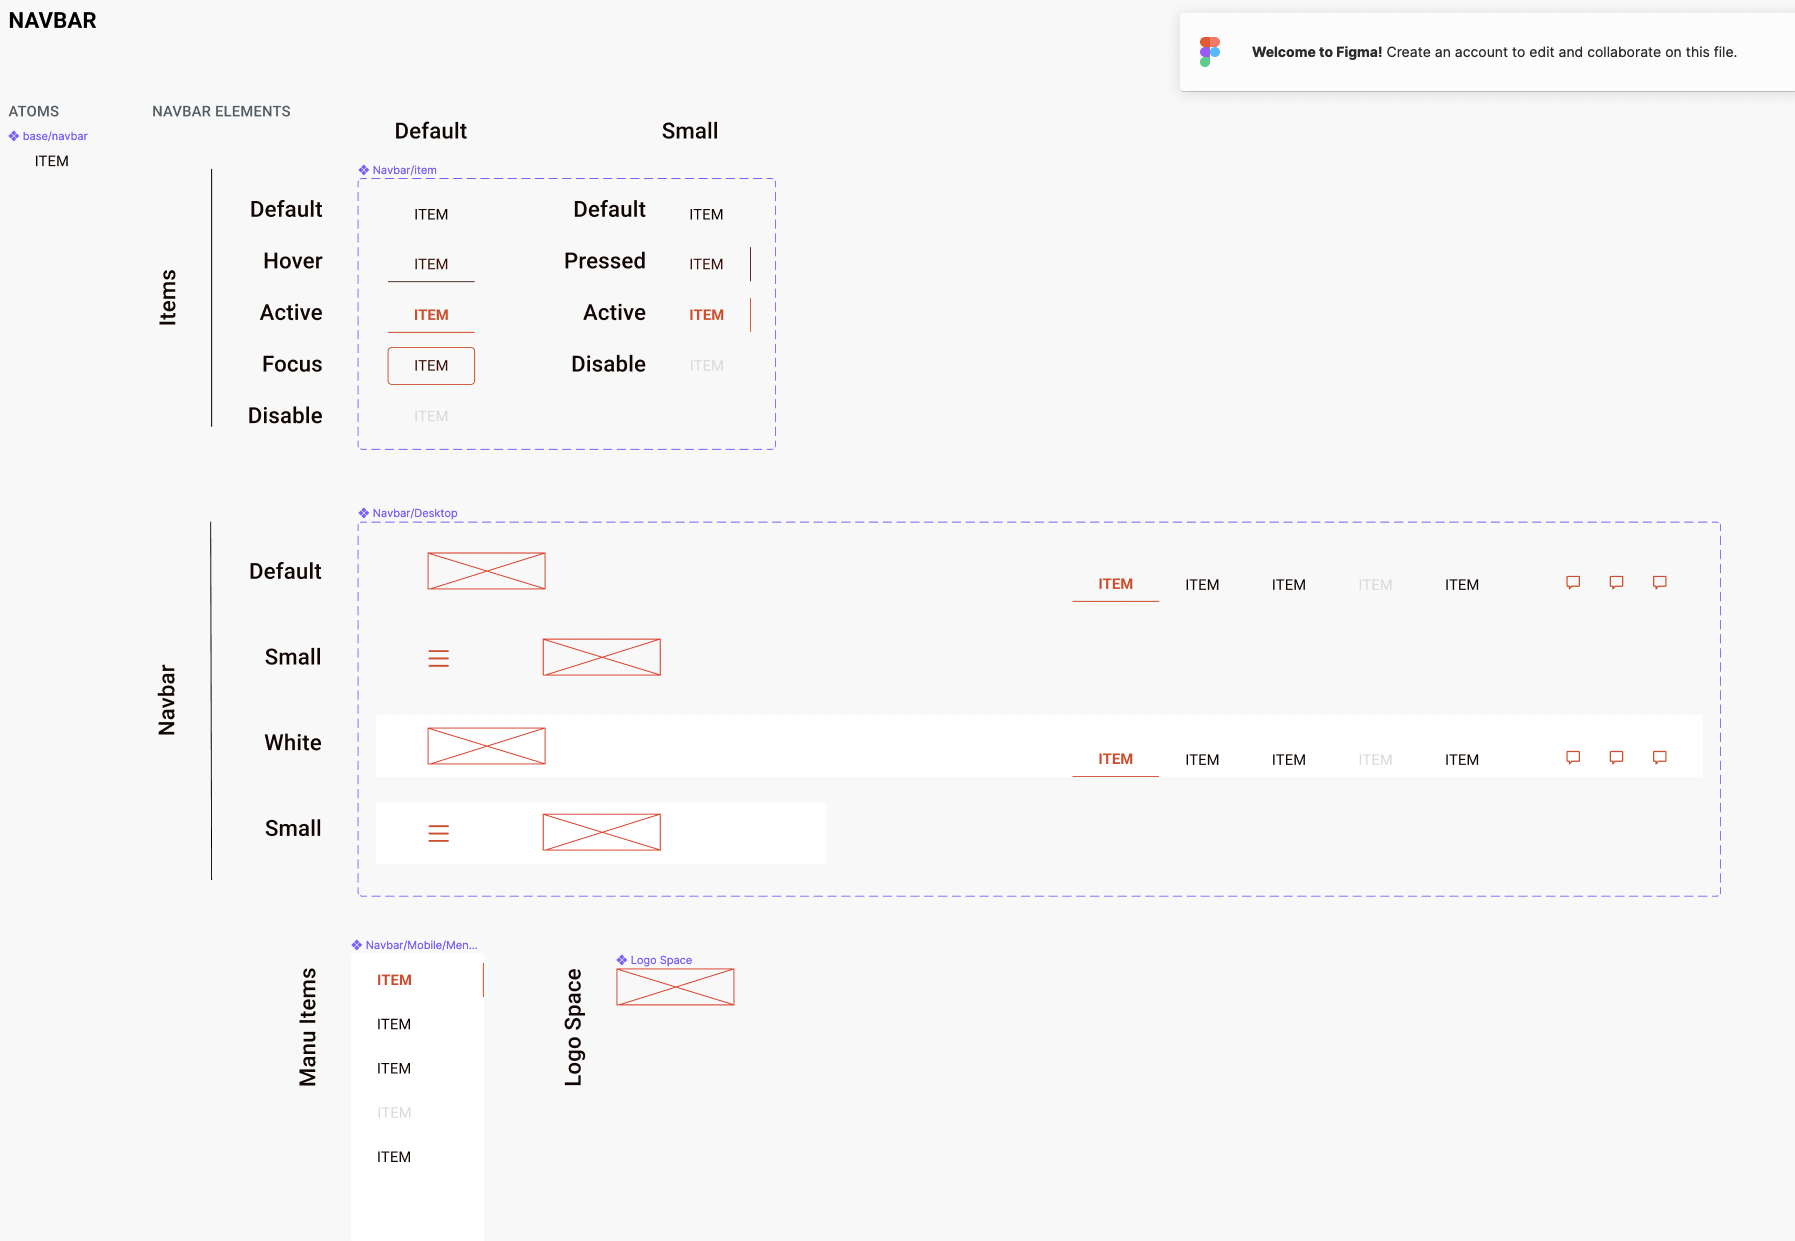 NAVBAR
Welcome to Figma! Create an account to edit and collaborate on this file.
ATOMS
base/navbar
ITEM
NAVBAR ELEMENTS
Default
Small
Navbar/item
Items
Default
ITEM
Default
ITEM
Hover
ITEM
Pressed
ITEM
Active
ITEM
Active
ITEM
Focus
ITEM
Disable
ITEM
Disable
ITEM
Navbar/Desktop
Navbar
Default
ITEM ITEM ITEM ITEM ITEM
Small
White
ITEM ITEM ITEM ITEM ITEM
Small
Manu Items
Navbar/Mobile/Men...
ITEM
ITEM
ITEM
ITEM
ITEM
Logo Space
Logo Space